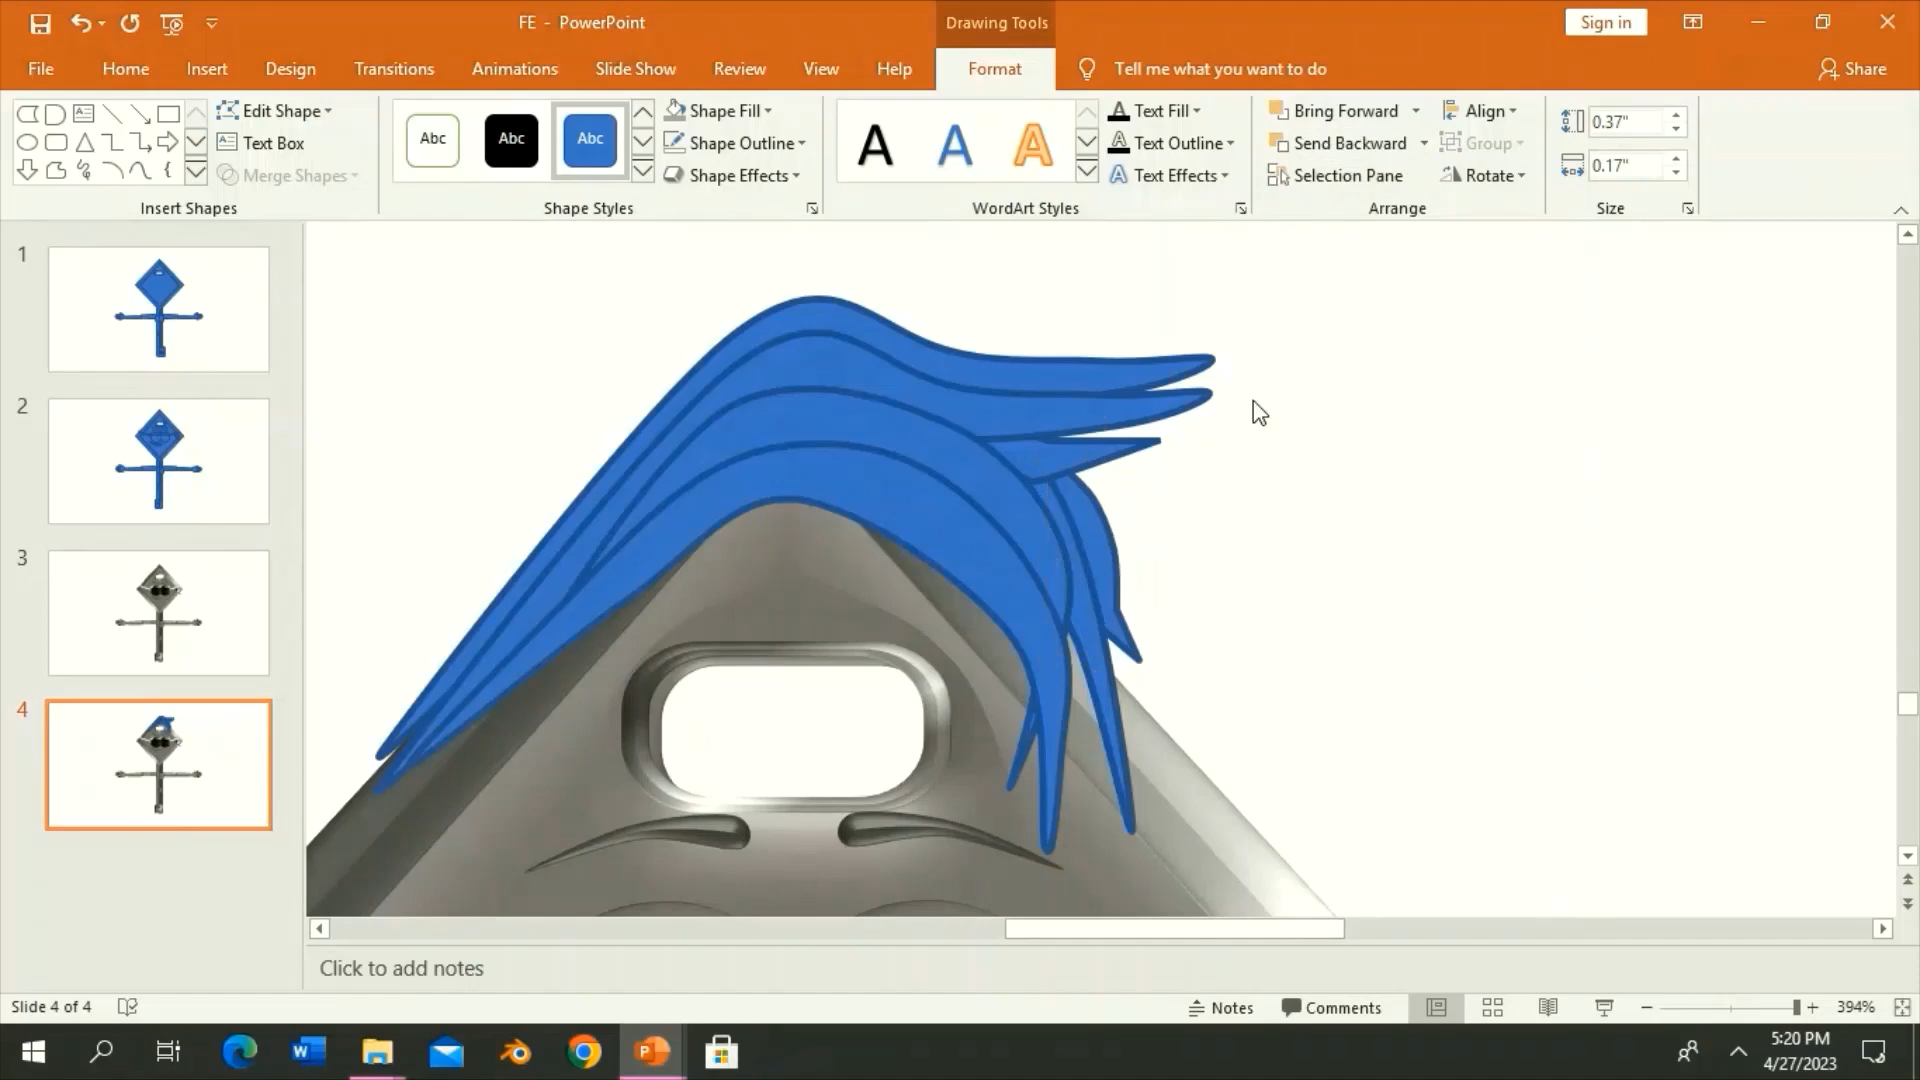 FE - PowerPoint
Drawing Tools
Sign in
File
Home
Insert
Design
Transitions
Animations
Slide Show
Review
View
Help
Format
Tell me what you want to do
Share
Edit Shape
Text Box
Merge Shapes
Insert Shapes
Abc
Abc
Abc
Shape Fill
Shape Outline
Shape Effects
Shape Styles
A
A
A
Text Fill
Text Outline
Text Effects
WordArt Styles
Bring Forward
Send Backward
Selection Pane
Align
Group
Rotate
Arrange
0.37"
0.17"
Size
1
2
3
4
Click to add notes
Slide 4 of 4
Notes
Comments
394%
5:20 PM
4/27/2023